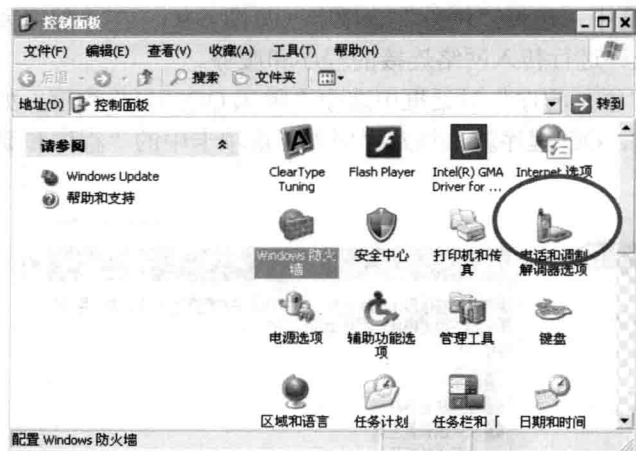 控制面板
文件(F) 编辑(E) 查看(V) 收藏(A) 工具(T) 帮助(H)
后退 搜索 文件夹
地址(D) 控制面板 转到
请参阅
Windows Update
帮助和支持
ClearType Tuning
Flash Player
Intel(R) GMA Driver for ...
Internet 选项
Windows 防火墙
安全中心
打印机和传真
电话和调制解调器选项
电源选项
辅助功能选项
管理工具
键盘
区域和语言
任务计划
任务栏和「
日期和时间
配置 Windows 防火墙